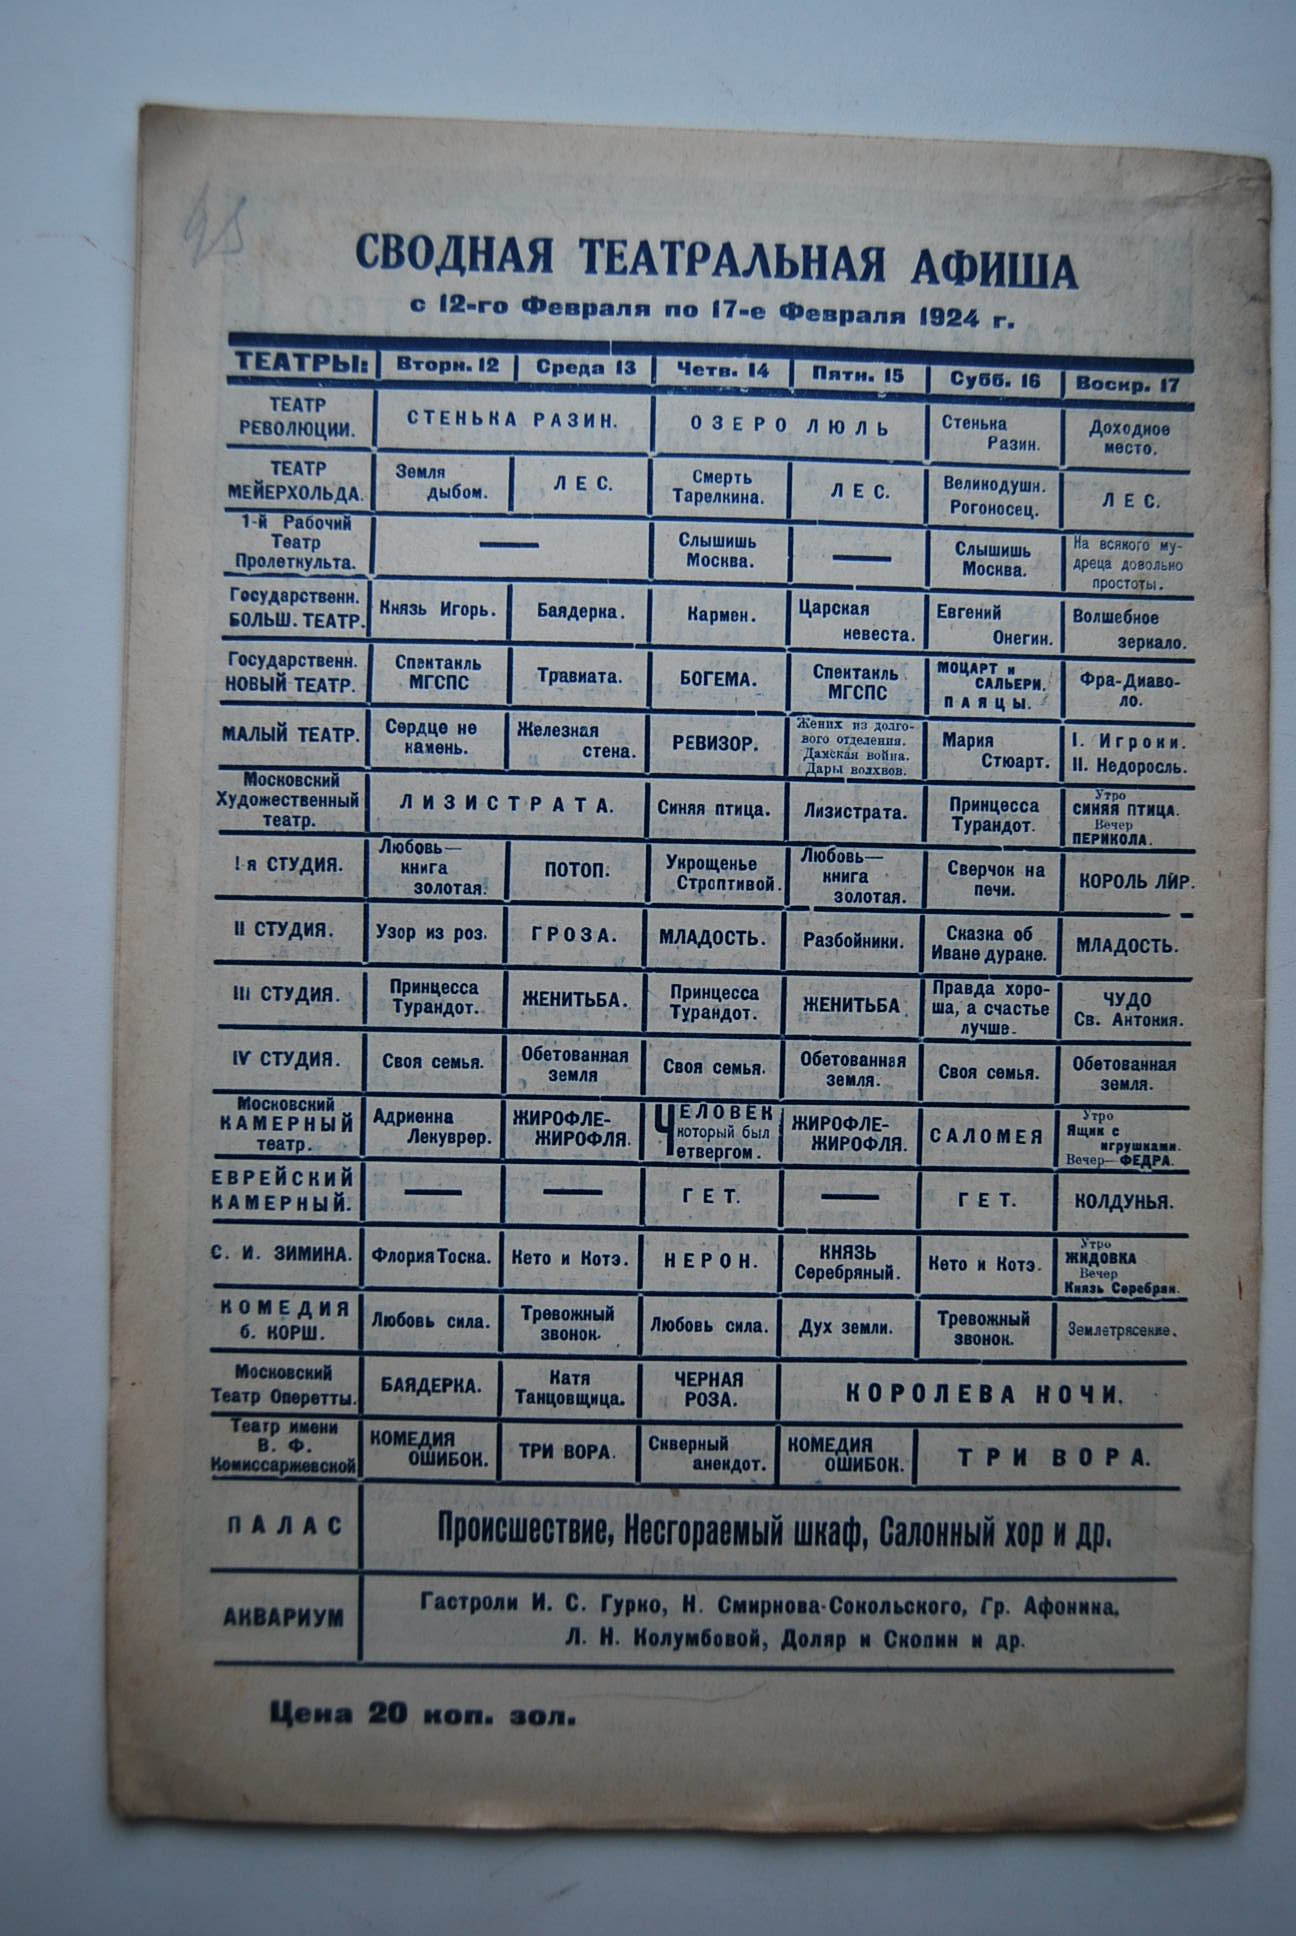 СВОДНАЯ ТЕАТРАЛЬНАЯ АФИША
с 12-го Февраля по 17-е Февраля 1924 г.
ТЕАТРЫ: Вторн. 12 Среда 13 Четв. 14 Пятн. 15 Субб. 16 Воскр. 17
ТЕАТР
РЕВОЛЮЦИИ.
СТЕНЬКА РАЗИН.
ОЗЕРО ЛЮЛЬ
Стенька
Разин.
Доходное
место.
ТЕАТР
МЕЙЕРХОЛЬДА.
Земля
дыбом.
ЛЕС.
Смерть
Тарелкина.
ЛЕС.
Великодушн.
Рогоносец.
ЛЕС.
1-й Рабочий
Театр
Пролеткульта.
—
Слышишь
Москва.
—
Слышишь
Москва.
На всякого му-
дреца довольно
простоты.
Государственн.
БОЛЬШ. ТЕАТР.
Князь Игорь.
Баядерка.
Кармен.
Царская
невеста.
Евгений
Онегин.
Волшебное
зеркало.
Государственн.
НОВЫЙ ТЕАТР.
Спектакль
МГСПС
Травиата.
БОГЕМА.
Спектакль
МГСПС
МОЦАРТ и
САЛЬЕРИ.
ПАЯЦЫ.
Фра-Диаво-
ло.
МАЛЫЙ ТЕАТР.
Сердце не
камень.
Железная
стена.
РЕВИЗОР.
Жених из долго-
вого отделения.
Дамская война.
Дары волхвов.
Мария
Стюарт.
I. Игроки.
II. Недоросль.
Московский
Художественный
театр.
ЛИЗИСТРАТА.
Синяя птица.
Лизистрата.
Принцесса
Турандот.
Утро
СИНЯЯ ПТИЦА.
Вечер
ПЕРИКОЛА.
I-я СТУДИЯ.
Любовь—
книга
золотая.
ПОТОП.
Укрощенье
Строптивой.
Любовь—
книга
золотая.
Сверчок на
печи.
КОРОЛЬ ЛИР.
II СТУДИЯ.
Узор из роз.
ГРОЗА.
МЛАДОСТЬ.
Разбойники.
Сказка об
Иване дураке.
МЛАДОСТЬ.
III СТУДИЯ.
Принцесса
Турандот.
ЖЕНИТЬБА.
Принцесса
Турандот.
ЖЕНИТЬБА
Правда хоро-
ша, а счастье
лучше.
ЧУДО
Св. Антония.
IV СТУДИЯ.
Своя семья.
Обетованная
земля
Своя семья.
Обетованная
земля.
Своя семья.
Обетованная
земля.
Московский
КАМЕРНЫЙ
театр.
Адриенна
Лекуврер.
ЖИРОФЛЕ-
ЖИРОФЛЯ.
ЧЕЛОВЕК
который был
Четвергом.
ЖИРОФЛЕ-
ЖИРОФЛЯ.
САЛОМЕЯ
Утро
Ящик с
игрушками.
Вечер—ФЕДРА.
ЕВРЕЙСКИЙ
КАМЕРНЫЙ.
—
—
ГЕТ.
—
ГЕТ.
КОЛДУНЬЯ.
С. И. ЗИМИНА.
Флория Тоска.
Кето и Котэ.
НЕРОН.
КНЯЗЬ
Серебряный.
Кето и Котэ.
Утро
ЖИДОВКА
Вечер
Князь Серебрян.
КОМЕДИЯ
б. КОРШ.
Любовь сила.
Тревожный
звонок.
Любовь сила.
Дух земли.
Тревожный
звонок.
Землетрясение.
Московский
Театр Оперетты.
БАЯДЕРКА.
Катя
Танцовщица.
ЧЕРНАЯ
РОЗА.
КОРОЛЕВА НОЧИ.
Театр имени
В. Ф.
Комиссаржевской
КОМЕДИЯ
ОШИБОК.
ТРИ ВОРА.
Скверный
анекдот.
КОМЕДИЯ
ОШИБОК.
ТРИ ВОРА.
ПАЛАС
Происшествие, Несгораемый шкаф, Салонный хор и др.
АКВАРИУМ
Гастроли И. С. Гурко, Н. Смирнова-Сокольского, Гр. Афонина,
Л. Н. Колумбовой, Доляр и Скопин и др.
Цена 20 коп. зол.